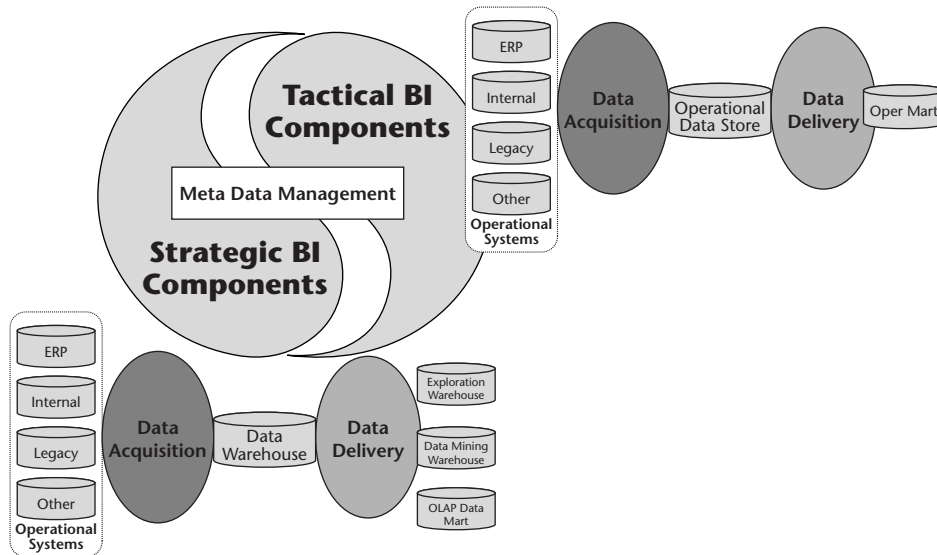 Tactical BI
Components
Meta Data Management
Strategic BI
Components
ERP
Internal
Legacy
Other
Operational
Systems
Data
Acquisition
Operational
Data Store
Data
Delivery
Oper Mart
ERP
Internal
Legacy
Other
Operational
Systems
Data
Acquisition
Data
Warehouse
Data
Delivery
Exploration
Warehouse
Data Mining
Warehouse
OLAP Data
Mart